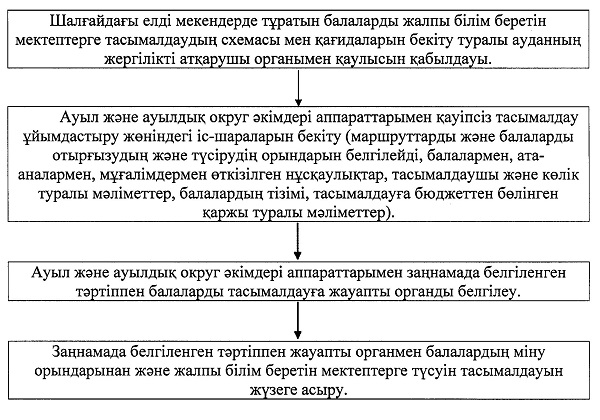 Шалғайдағы елді мекендерде тұратын балаларды жалпы білім беретін
мектептерге тасымалдаудың схемасы мен қағидаларын бекіту туралы ауданның
жергілікті атқарушы органымен қаулысын қабылдауы.
Ауыл және ауылдық округ әкімдері аппараттарымен қауіпсіз тасымалдау
ұйымдастыру жөніндегі іс-шараларын бекіту (маршруттарды және балаларды
отырғызудың және түсірудің орындарын белгілейді, балалармен, ата-
аналармен, мұғалімдермен өткізілген нұсқаулықтар, тасымалдаушы және көлік
туралы мәліметтер, балалардың тізімі, тасымалдауға бюджеттен бөлінген
қаржы туралы мәліметтер).
Ауыл және ауылдық округ әкімдері аппараттарымен заңнамада белгіленген
тәртіппен балаларды тасымалдауға жауапты органды белгілеу.
Заңнамада белгіленген тәртіппен жауапты органмен балалардың міну
орындарынан және жалпы білім беретін мектептерге түсуін тасымалдауын
жүзеге асыру.